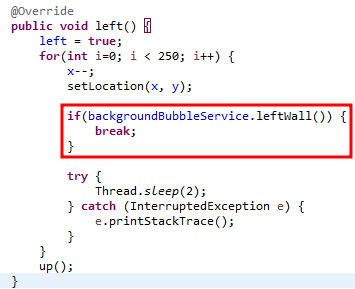 @Override
public void left() {
left = true;
for(int i=0; i < 250; i++) {
x--;
setLocation(x, y);
if(backgroundBubbleService.leftWall()) {
break;
}
try {
Thread.sleep(2);
} catch (InterruptedException e) {
e.printStackTrace();
}
}
up();
}